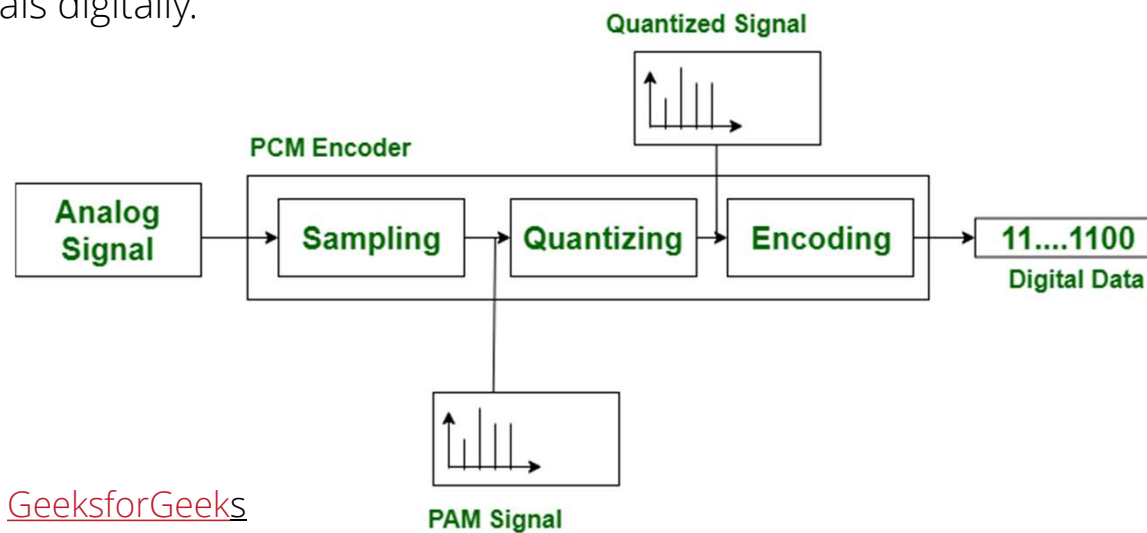 als digitally.
Quantized Signal
PCM Encoder
Analog
Signal
Sampling
Quantizing
Encoding
11....1100
Digital Data
GeeksforGeeks
PAM Signal